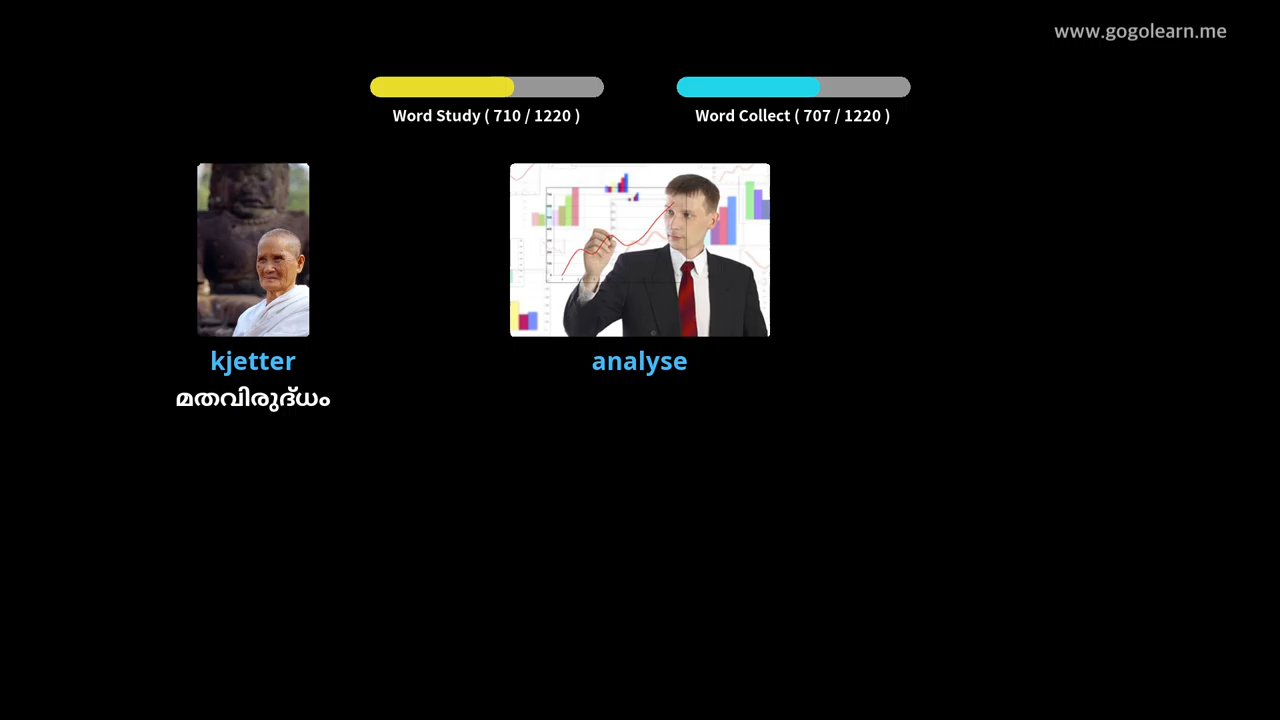 www.gogolearn.me
Word Study ( 710 / 1220 )
Word Collect ( 707 / 1220 )
kjetter
analyse
മതവിരുദ്ധം